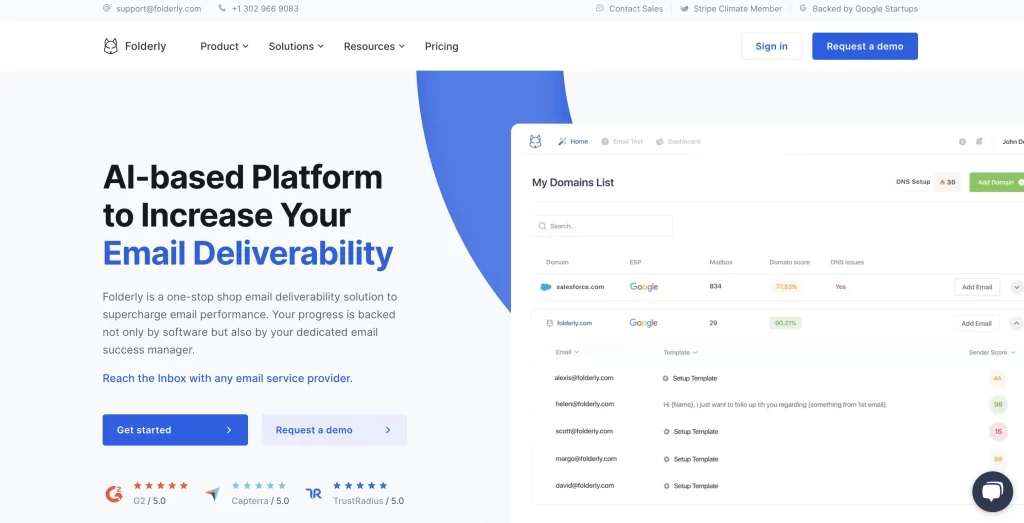 support@folderly.com +1 302 966 9083 Contact Sales Stripe Climate Member Backed by Google Startups
Folderly Product Solutions Resources Pricing Sign in Request a demo
Home Email Test Dashboard
My Domains List DNS Setup 30 Add Domain
AI-based Platform
to Increase Your
Email Deliverability
Search...
Domain ESP Mailbox Domain score DNS Issues
salesforce.com Google 834 77.53% Yes Add Email
Folderly is a one-stop shop email deliverability solution to
supercharge email performance. Your progress is backed
not only by software but also by your dedicated email
success manager.
folderly.com Google 29 90.21% Add Email
Email Template Sender Score
Reach the Inbox with any email service provider.
alexis@folderly.com Setup Template 44
helen@folderly.com Hi {Name}, I just want to follo up ith you regarding [something from 1st email]. 98
Get started Request a demo
scott@folderly.com Setup Template 15
margo@folderly.com Setup Template 69
david@folderly.com Setup Template
G2 / 5.0 Capterra / 5.0 TrustRadius / 5.0